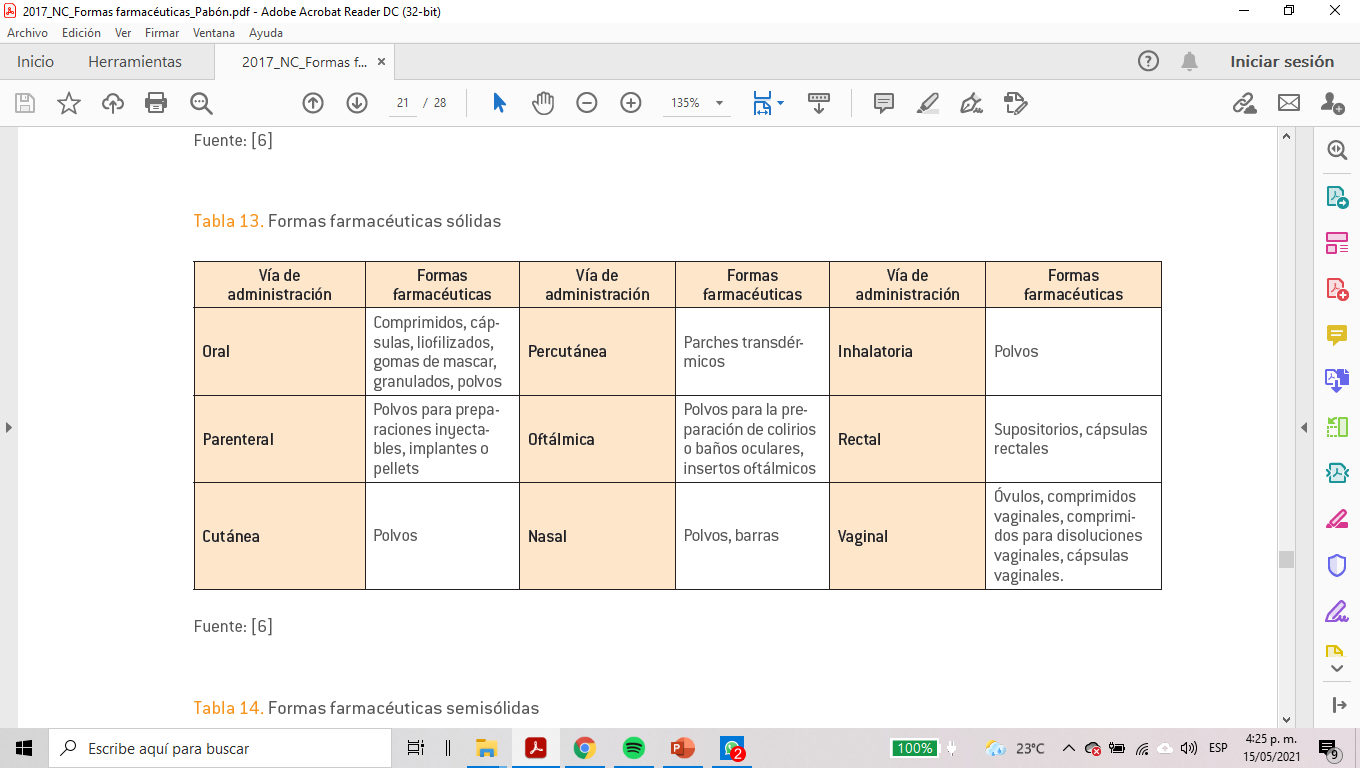 2017_NC_Formas farmacéuticas_Pabón.pdf - Adobe Acrobat Reader DC (32-bit)
Archivo Edición Ver Firmar Ventana Ayuda
Inicio Herramientas 2017_NC_Formas f... Iniciar sesión
21 / 28 135%
Fuente: [6]
Tabla 13. Formas farmacéuticas sólidas
Vía de
administración
Formas
farmacéuticas
Vía de
administración
Formas
farmacéuticas
Vía de
administración
Formas
farmacéuticas
Oral
Comprimidos, cáp-
sulas, liofilizados,
gomas de mascar,
granulados, polvos
Percutánea
Parches transdér-
micos
Inhalatoria
Polvos
Parenteral
Polvos para prepa-
raciones inyecta-
bles, implantes o
pellets
Oftálmica
Polvos para la pre-
paración de colirios
o baños oculares,
insertos oftálmicos
Rectal
Supositorios, cápsulas
rectales
Cutánea
Polvos
Nasal
Polvos, barras
Vaginal
Óvulos, comprimidos
vaginales, comprimi-
dos para disoluciones
vaginales, cápsulas
vaginales.
Fuente: [6]
Tabla 14. Formas farmacéuticas semisólidas
Escribe aquí para buscar
2
100%
23°C
ESP
4:25 p. m.
15/05/2021
9